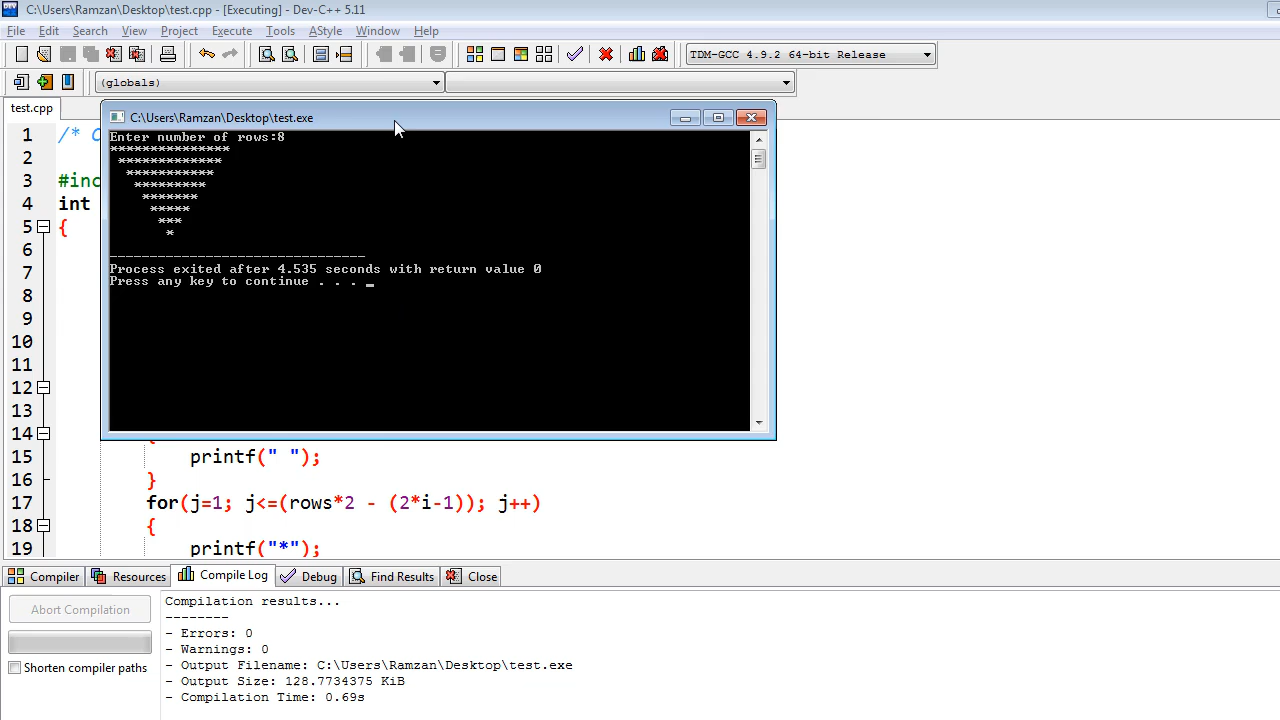 C:\Users\Ramzan\Desktop\test.cpp - [Executing] - Dev-C++ 5.11
File Edit Search View Project Execute Tools AStyle Window Help
TDM-GCC 4.9.2 64-bit Release
(globals)
test.cpp
C:\Users\Ramzan\Desktop\test.exe
Enter number of rows:8
***************
 *************
  ***********
   *********
    *******
     *****
      ***
       *
--------------------------------
Process exited after 4.535 seconds with return value 0
Press any key to continue . . . _
1 /*
2
3 #inc
4 int
5 {
6
7
8
9
10
11
12
13
14
15 printf(" ");
16 }
17 for(j=1; j<=(rows*2 - (2*i-1)); j++)
18 {
19 printf("*");
Compiler Resources Compile Log Debug Find Results Close
Abort Compilation
Shorten compiler paths
Compilation results...
--------
- Errors: 0
- Warnings: 0
- Output Filename: C:\Users\Ramzan\Desktop\test.exe
- Output Size: 128.7734375 KiB
- Compilation Time: 0.69s